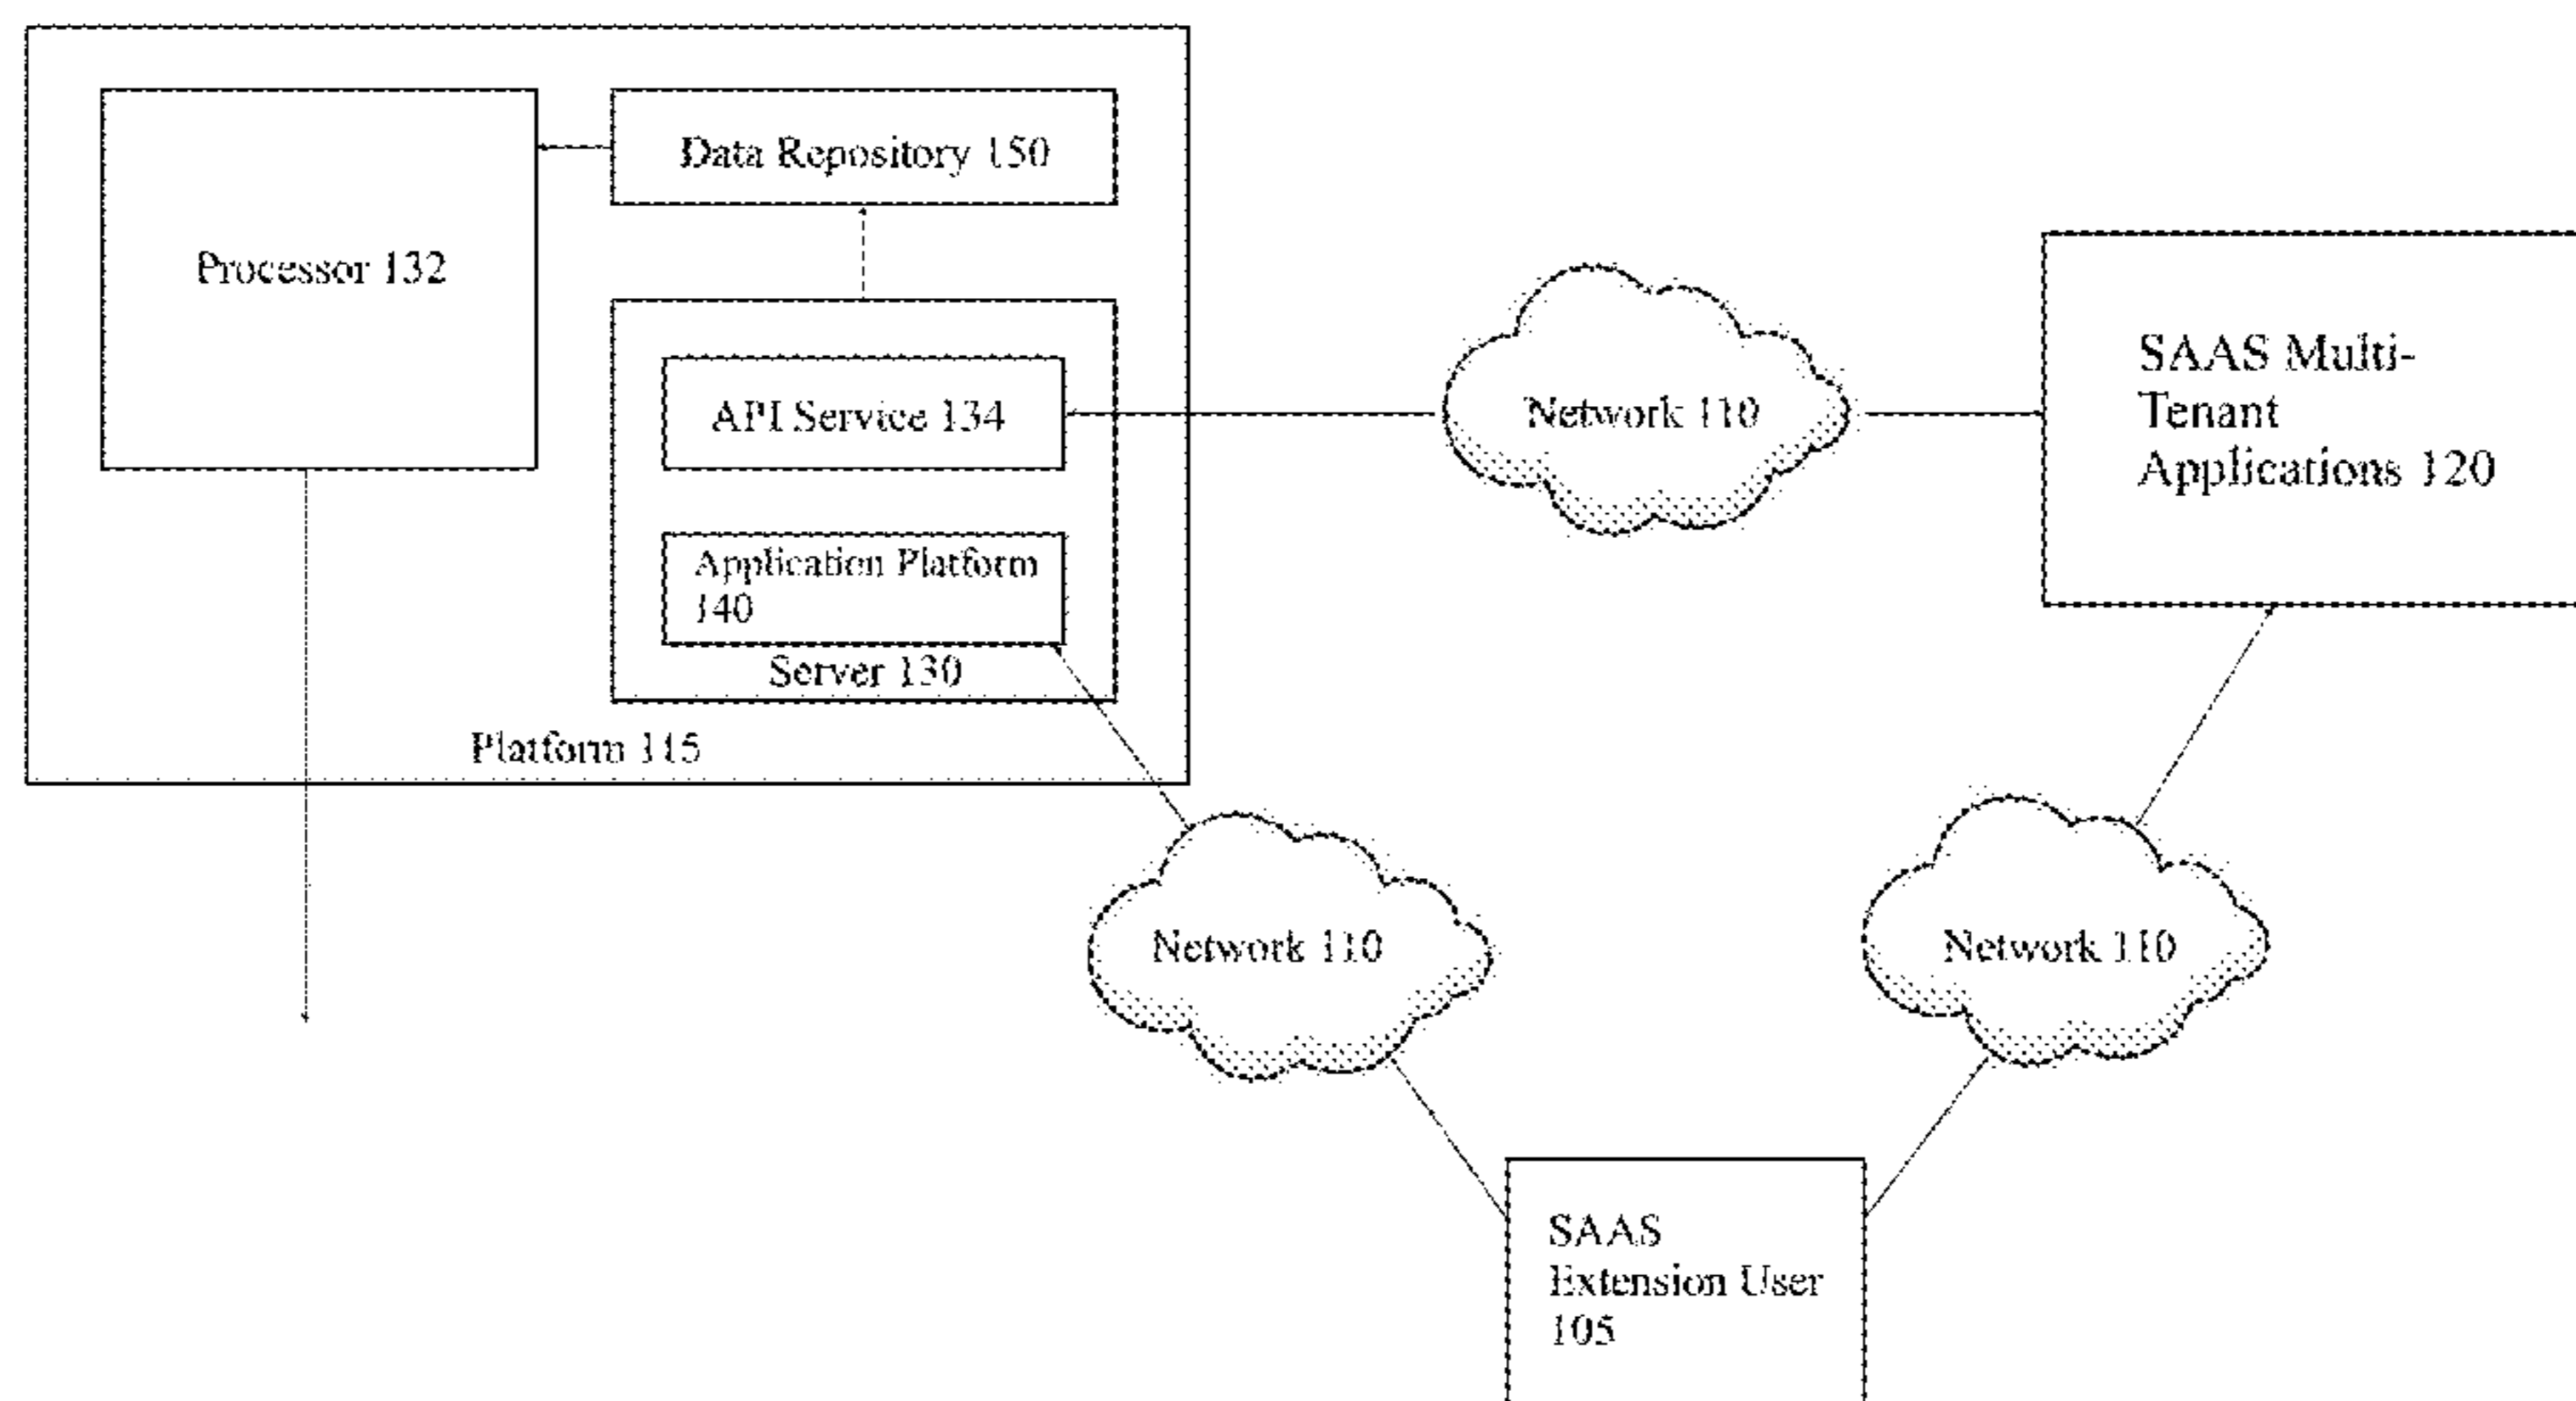 Data Repository 150
Processor 132
API Service 134
Application Platform
140
Server 130
Platform 115
Network 110
SAAS Multi-
Tenant
Applications 120
Network 110
Network 110
SAAS
Extension User
105